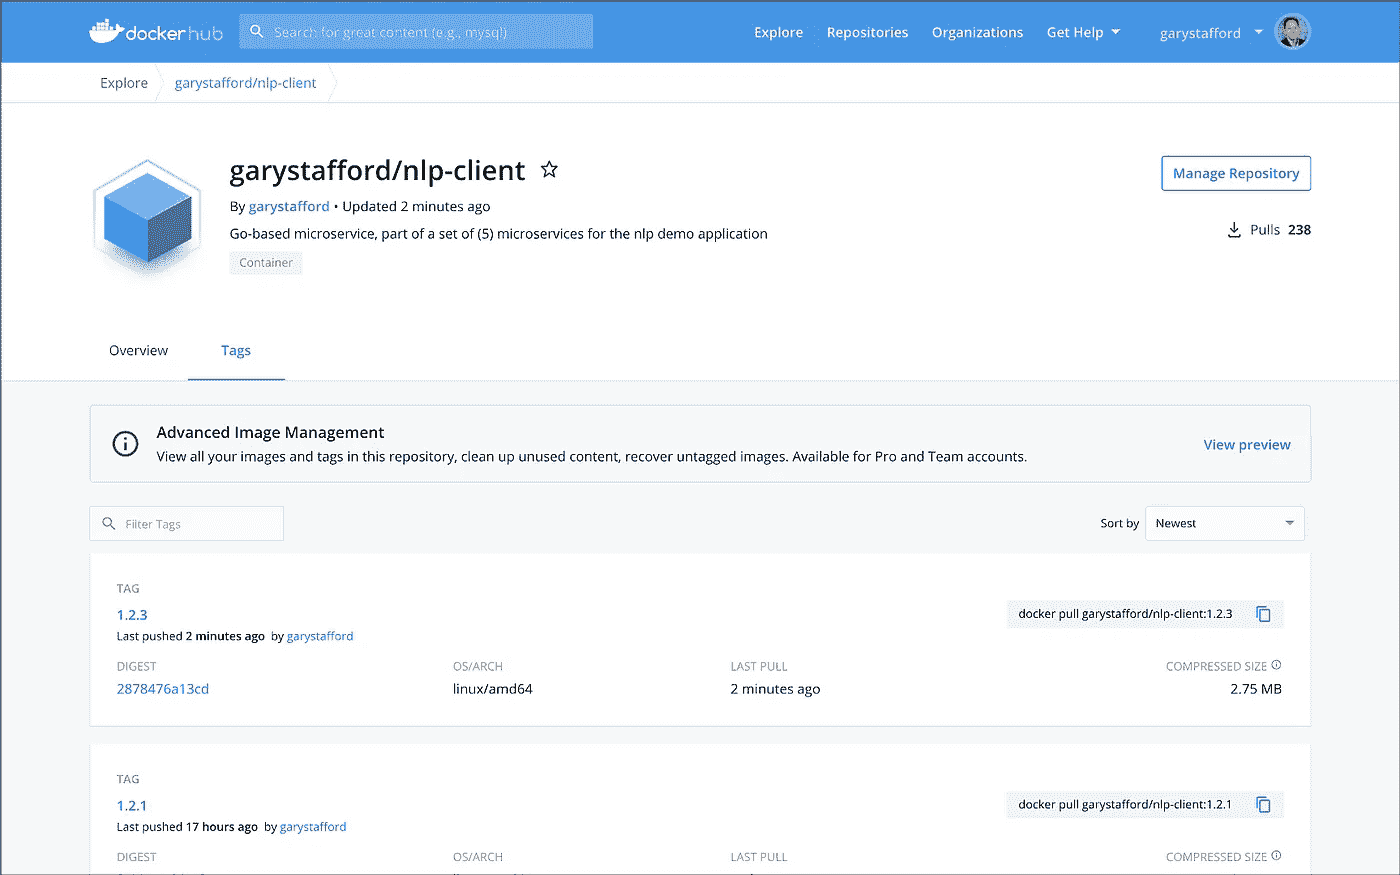 docker hub
Search for great content (e.g., mysql)
Explore Repositories Organizations Get Help garystafford
Explore garystafford/nlp-client
garystafford/nlp-client
By garystafford • Updated 2 minutes ago
Go-based microservice, part of a set of (5) microservices for the nlp demo application
Container
Manage Repository
Pulls 238
Overview Tags
Advanced Image Management
View all your images and tags in this repository, clean up unused content, recover untagged images. Available for Pro and Team accounts.
View preview
Filter Tags
Sort by Newest
TAG
1.2.3
Last pushed 2 minutes ago by garystafford
docker pull garystafford/nlp-client:1.2.3
DIGEST OS/ARCH LAST PULL COMPRESSED SIZE
2878476a13cd linux/amd64 2 minutes ago 2.75 MB
TAG
1.2.1
Last pushed 17 hours ago by garystafford
docker pull garystafford/nlp-client:1.2.1
DIGEST OS/ARCH LAST PULL COMPRESSED SIZE